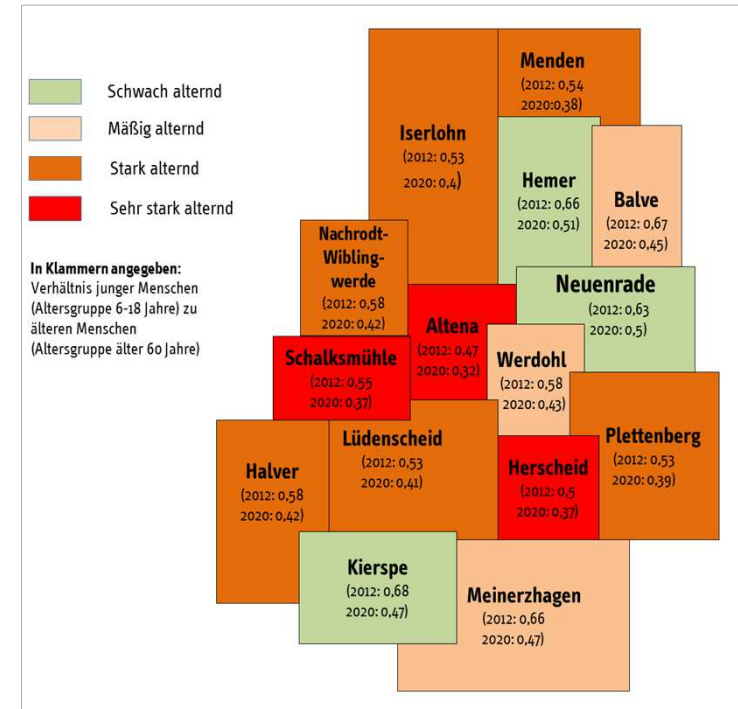 Schwach alternd
Mäßig alternd
Stark alternd
Sehr stark alternd
In Klammern angegeben:
Verhältnis junger Menschen
(Altersgruppe 6-18 Jahre) zu
älteren Menschen
(Altersgruppe älter 60 Jahre)
Menden
(2012: 0,54
2020:0,38)
Iserlohn
(2012: 0,53
2020: 0,4)
Hemer
(2012: 0,66
2020: 0,51)
Balve
(2012: 0,67
2020: 0,45)
Nachrodt-
Wibling-
werde
(2012: 0,58
2020: 0,42)
Neuenrade
(2012: 0,63
2020: 0,5)
Altena
(2012: 0,47
2020: 0,32)
Schalksmühle
(2012: 0,55
2020: 0,37)
Werdohl
(2012: 0,58
2020: 0,43)
Plettenberg
(2012: 0,53
2020: 0,39)
Lüdenscheid
(2012: 0,53
2020: 0,41)
Herscheid
(2012: 0,5
2020: 0,37)
Halver
(2012: 0,58
2020: 0,42)
Kierspe
(2012: 0,68
2020: 0,47)
Meinerzhagen
(2012: 0,66
2020: 0,47)